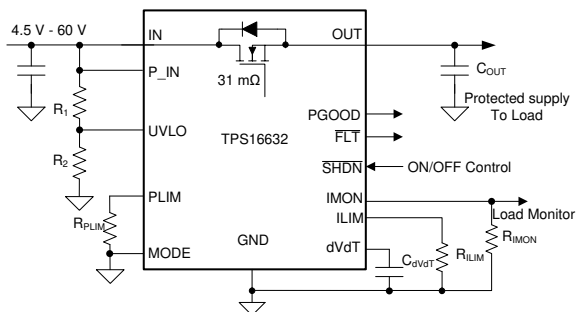 4.5 V - 60 V
IN
OUT
P_IN
31 mΩ
COUT
R1
PGOOD
Protected supply
To Load
UVLO
TPS16632
FLT
R2
SHDN
ON/OFF Control
PLIM
IMON
Load Monitor
RPLIM
ILIM
MODE
GND
dVdT
CdVdT
RILIM
RIMON